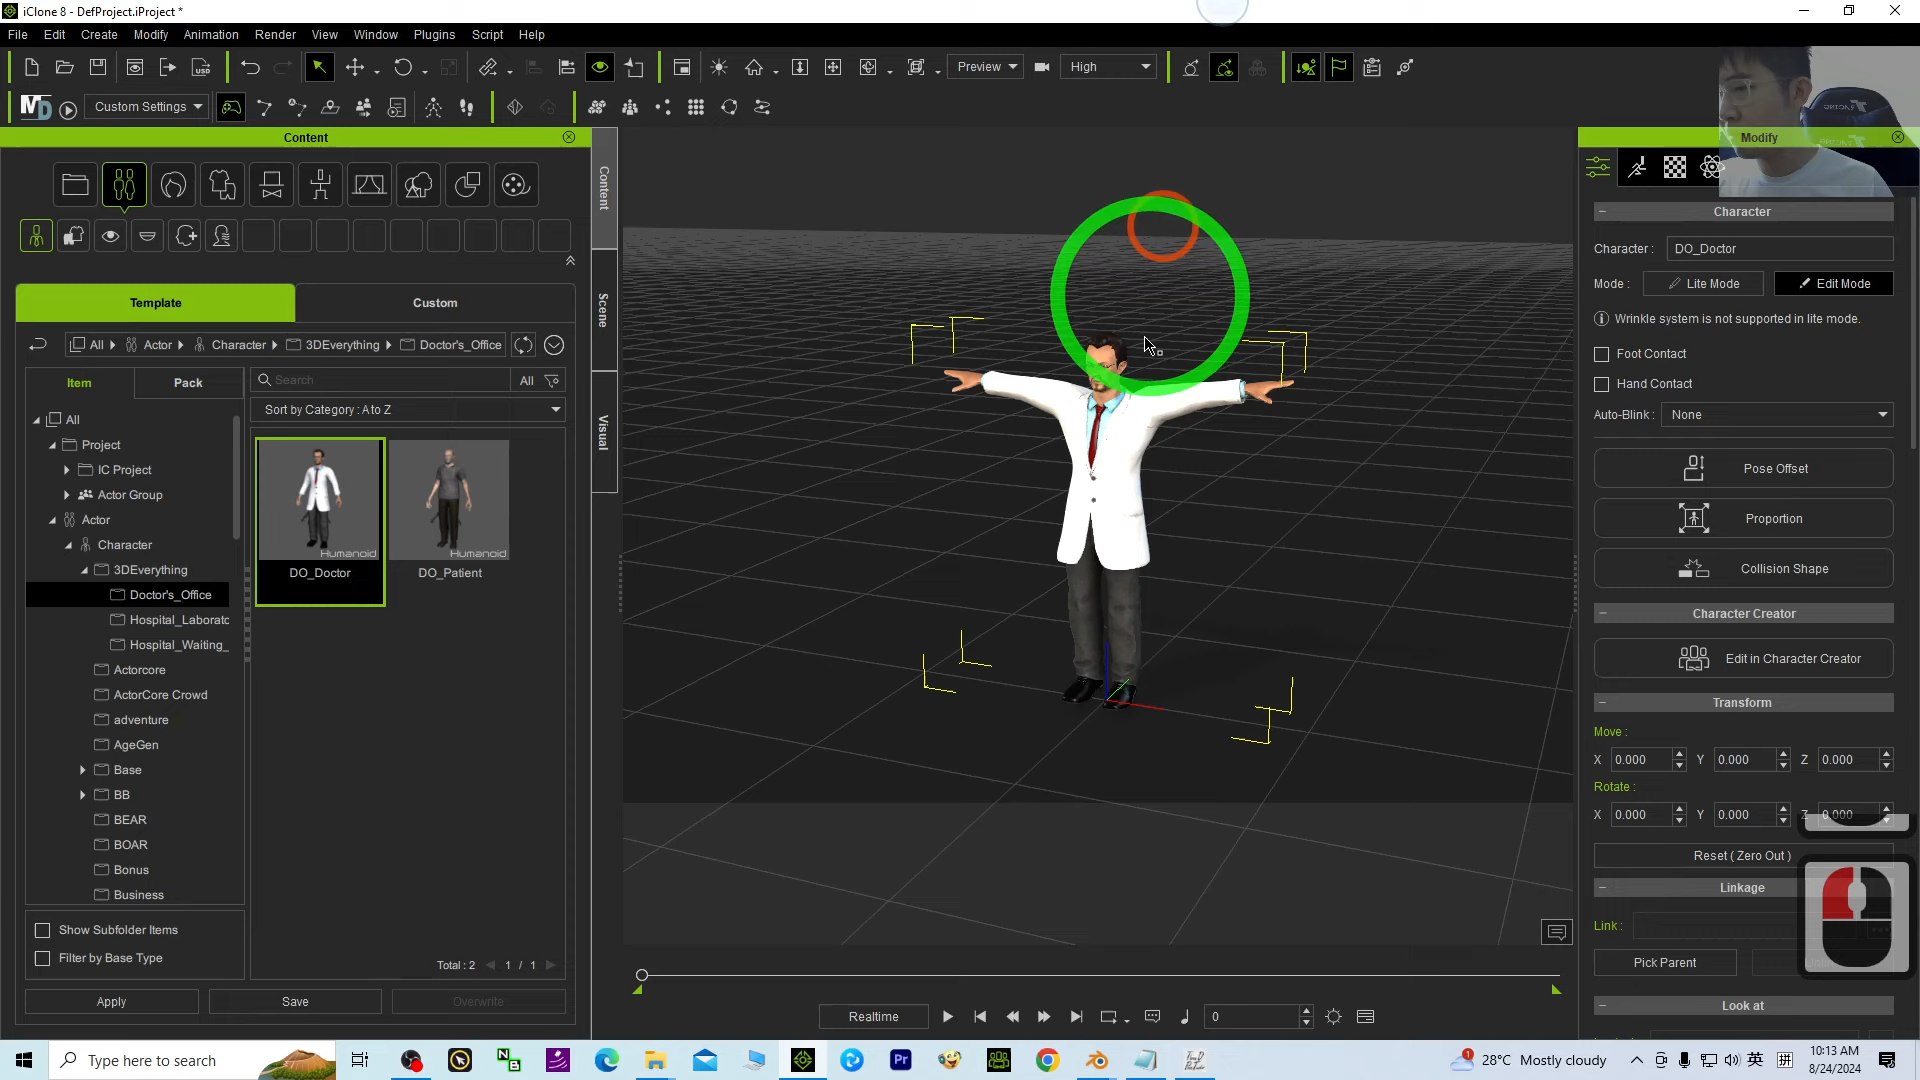 iClone 8 - DefProject.iProject *
File Edit Create Modify Animation Render View Window Plugins Script Help
Preview High
Custom Settings
Content
Modify
Content
Scene
Visual
Template Custom
All Actor Character 3DEverything Doctor's_Office
Item Pack
Search All
Sort by Category : A to Z
All
Project
IC Project
Actor Group
Actor
Character
3DEverything
Doctor's_Office
Hospital_Laboratc
Hospital_Waiting_
Actorcore
ActorCore Crowd
adventure
AgeGen
Base
BB
BEAR
BOAR
Bonus
Business
Humanoid
DO_Doctor
Humanoid
DO_Patient
Show Subfolder Items
Filter by Base Type
Total : 2 1 / 1
Apply Save Overwrite
Realtime 0
Character
Character : DO_Doctor
Mode : Lite Mode Edit Mode
Wrinkle system is not supported in lite mode.
Foot Contact
Hand Contact
Auto-Blink : None
Pose Offset
Proportion
Collision Shape
Character Creator
Edit in Character Creator
Transform
Move :
X 0.000 Y 0.000 Z 0.000
Rotate :
X 0.000 Y 0.000 Z 0.000
Reset ( Zero Out )
Linkage
Link :
Pick Parent
Look at
Type here to search
28°C Mostly cloudy
英 拼
10:13 AM
8/24/2024